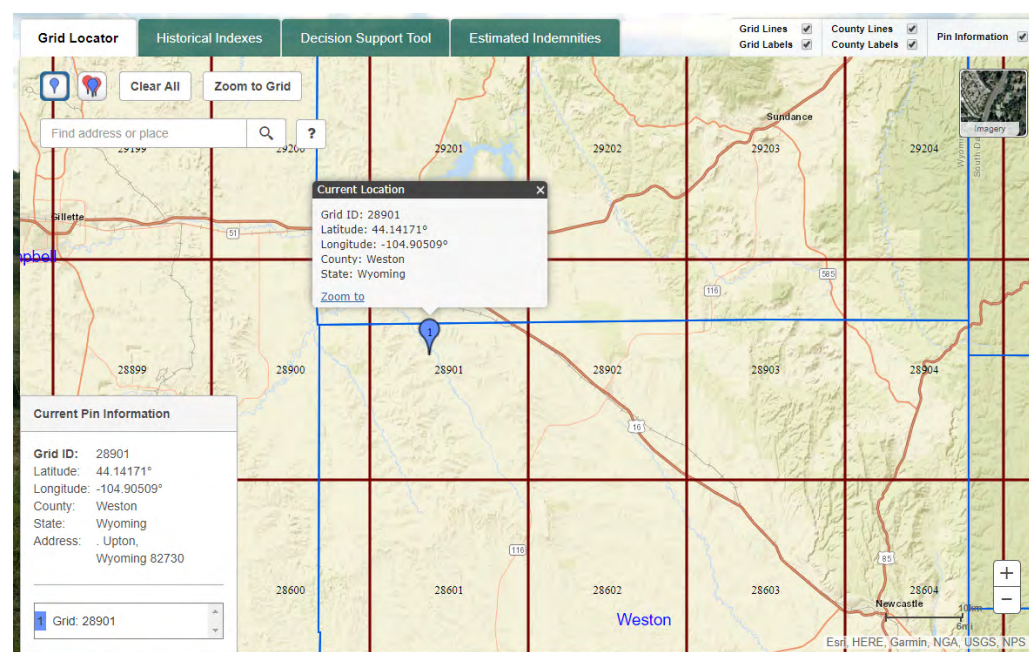 Grid Locator
Historical Indexes
Decision Support Tool
Estimated Indemnities
Grid Lines
Grid Labels
County Lines
County Labels
Pin Information
Clear All
Zoom to Grid
Find address or place
?
Imagery
Sundance
29199
29200
29201
29202
29203
29204
South-Da
Gillette
51
Current Location
Grid ID: 28901
Latitude: 44.14171°
Longitude: -104.90509°
County: Weston
State: Wyoming
Zoom to
585
116
1
28899
28900
28901
28902
28903
28904
16
Current Pin Information
Grid ID: 28901
Latitude: 44.14171°
Longitude: -104.90509°
County: Weston
State: Wyoming
Address: . Upton,
Wyoming 82730
1 Grid: 28901
116
85
28600
28601
28602
28603
28604
Newcastle
Weston
+
−
10km
6mi
Esri, HERE, Garmin, NGA, USGS, NPS